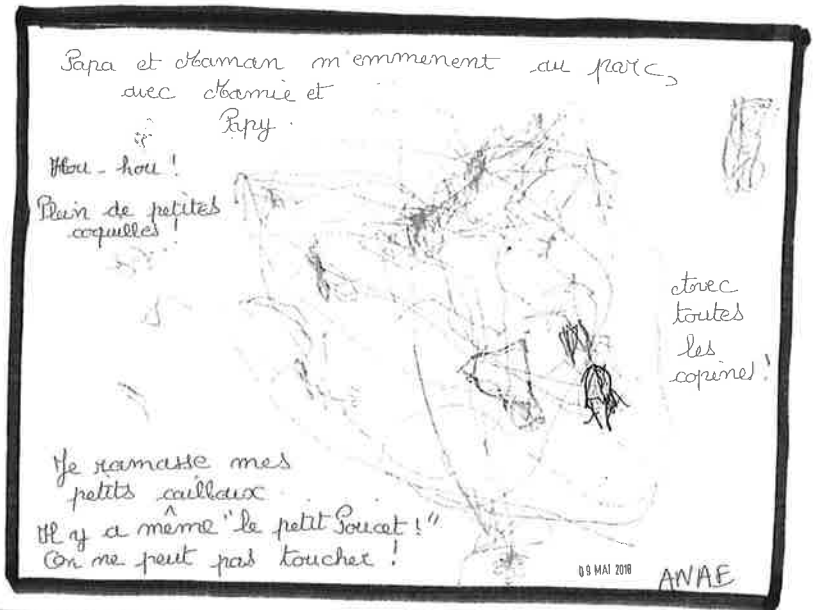 Papa et Maman m'emmènent au parc,
avec Mamie et
Papy.
Hou-hou !
Plein de petites
coquilles !
Avec
toutes
les
copines !
Je ramasse mes
petits cailloux
Il y a même "le petit Poucet !"
On ne peut pas toucher !
09 MAI 2018
ANAE